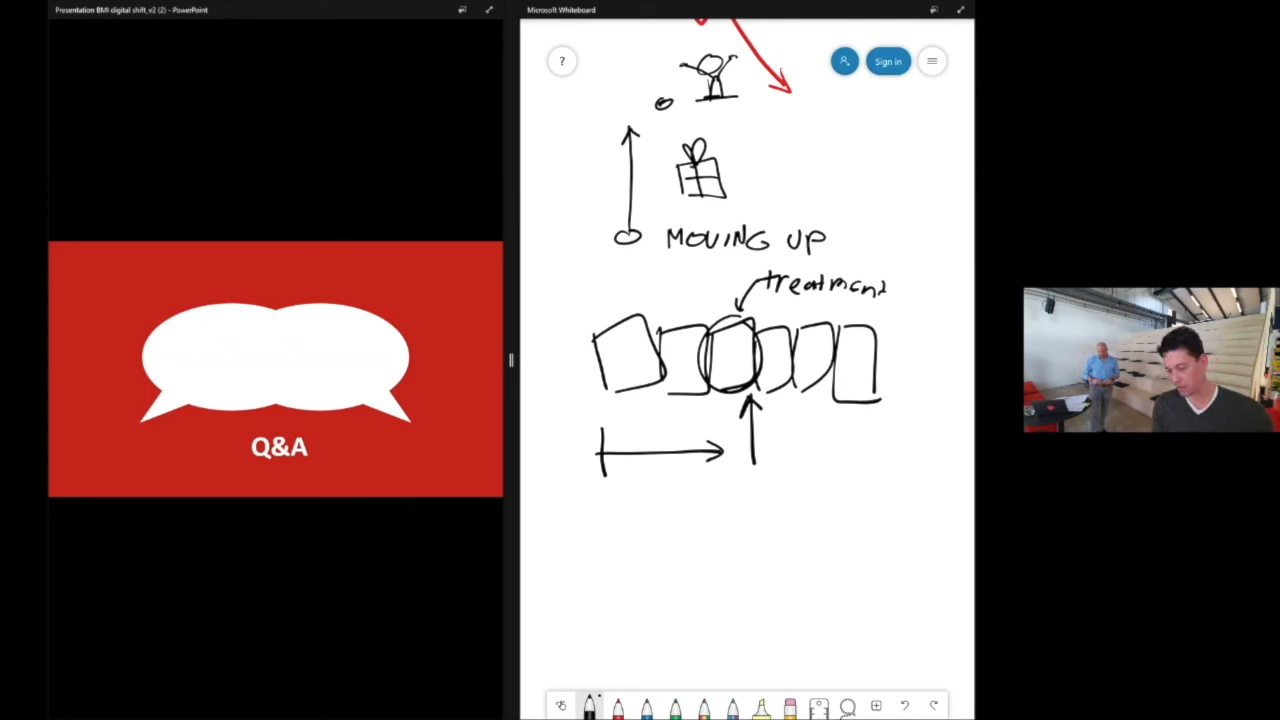 Presentation BMI digital shift_v2 (2) - PowerPoint
Microsoft Whiteboard
?
Sign in
MOVING UP
treatment
Q&A